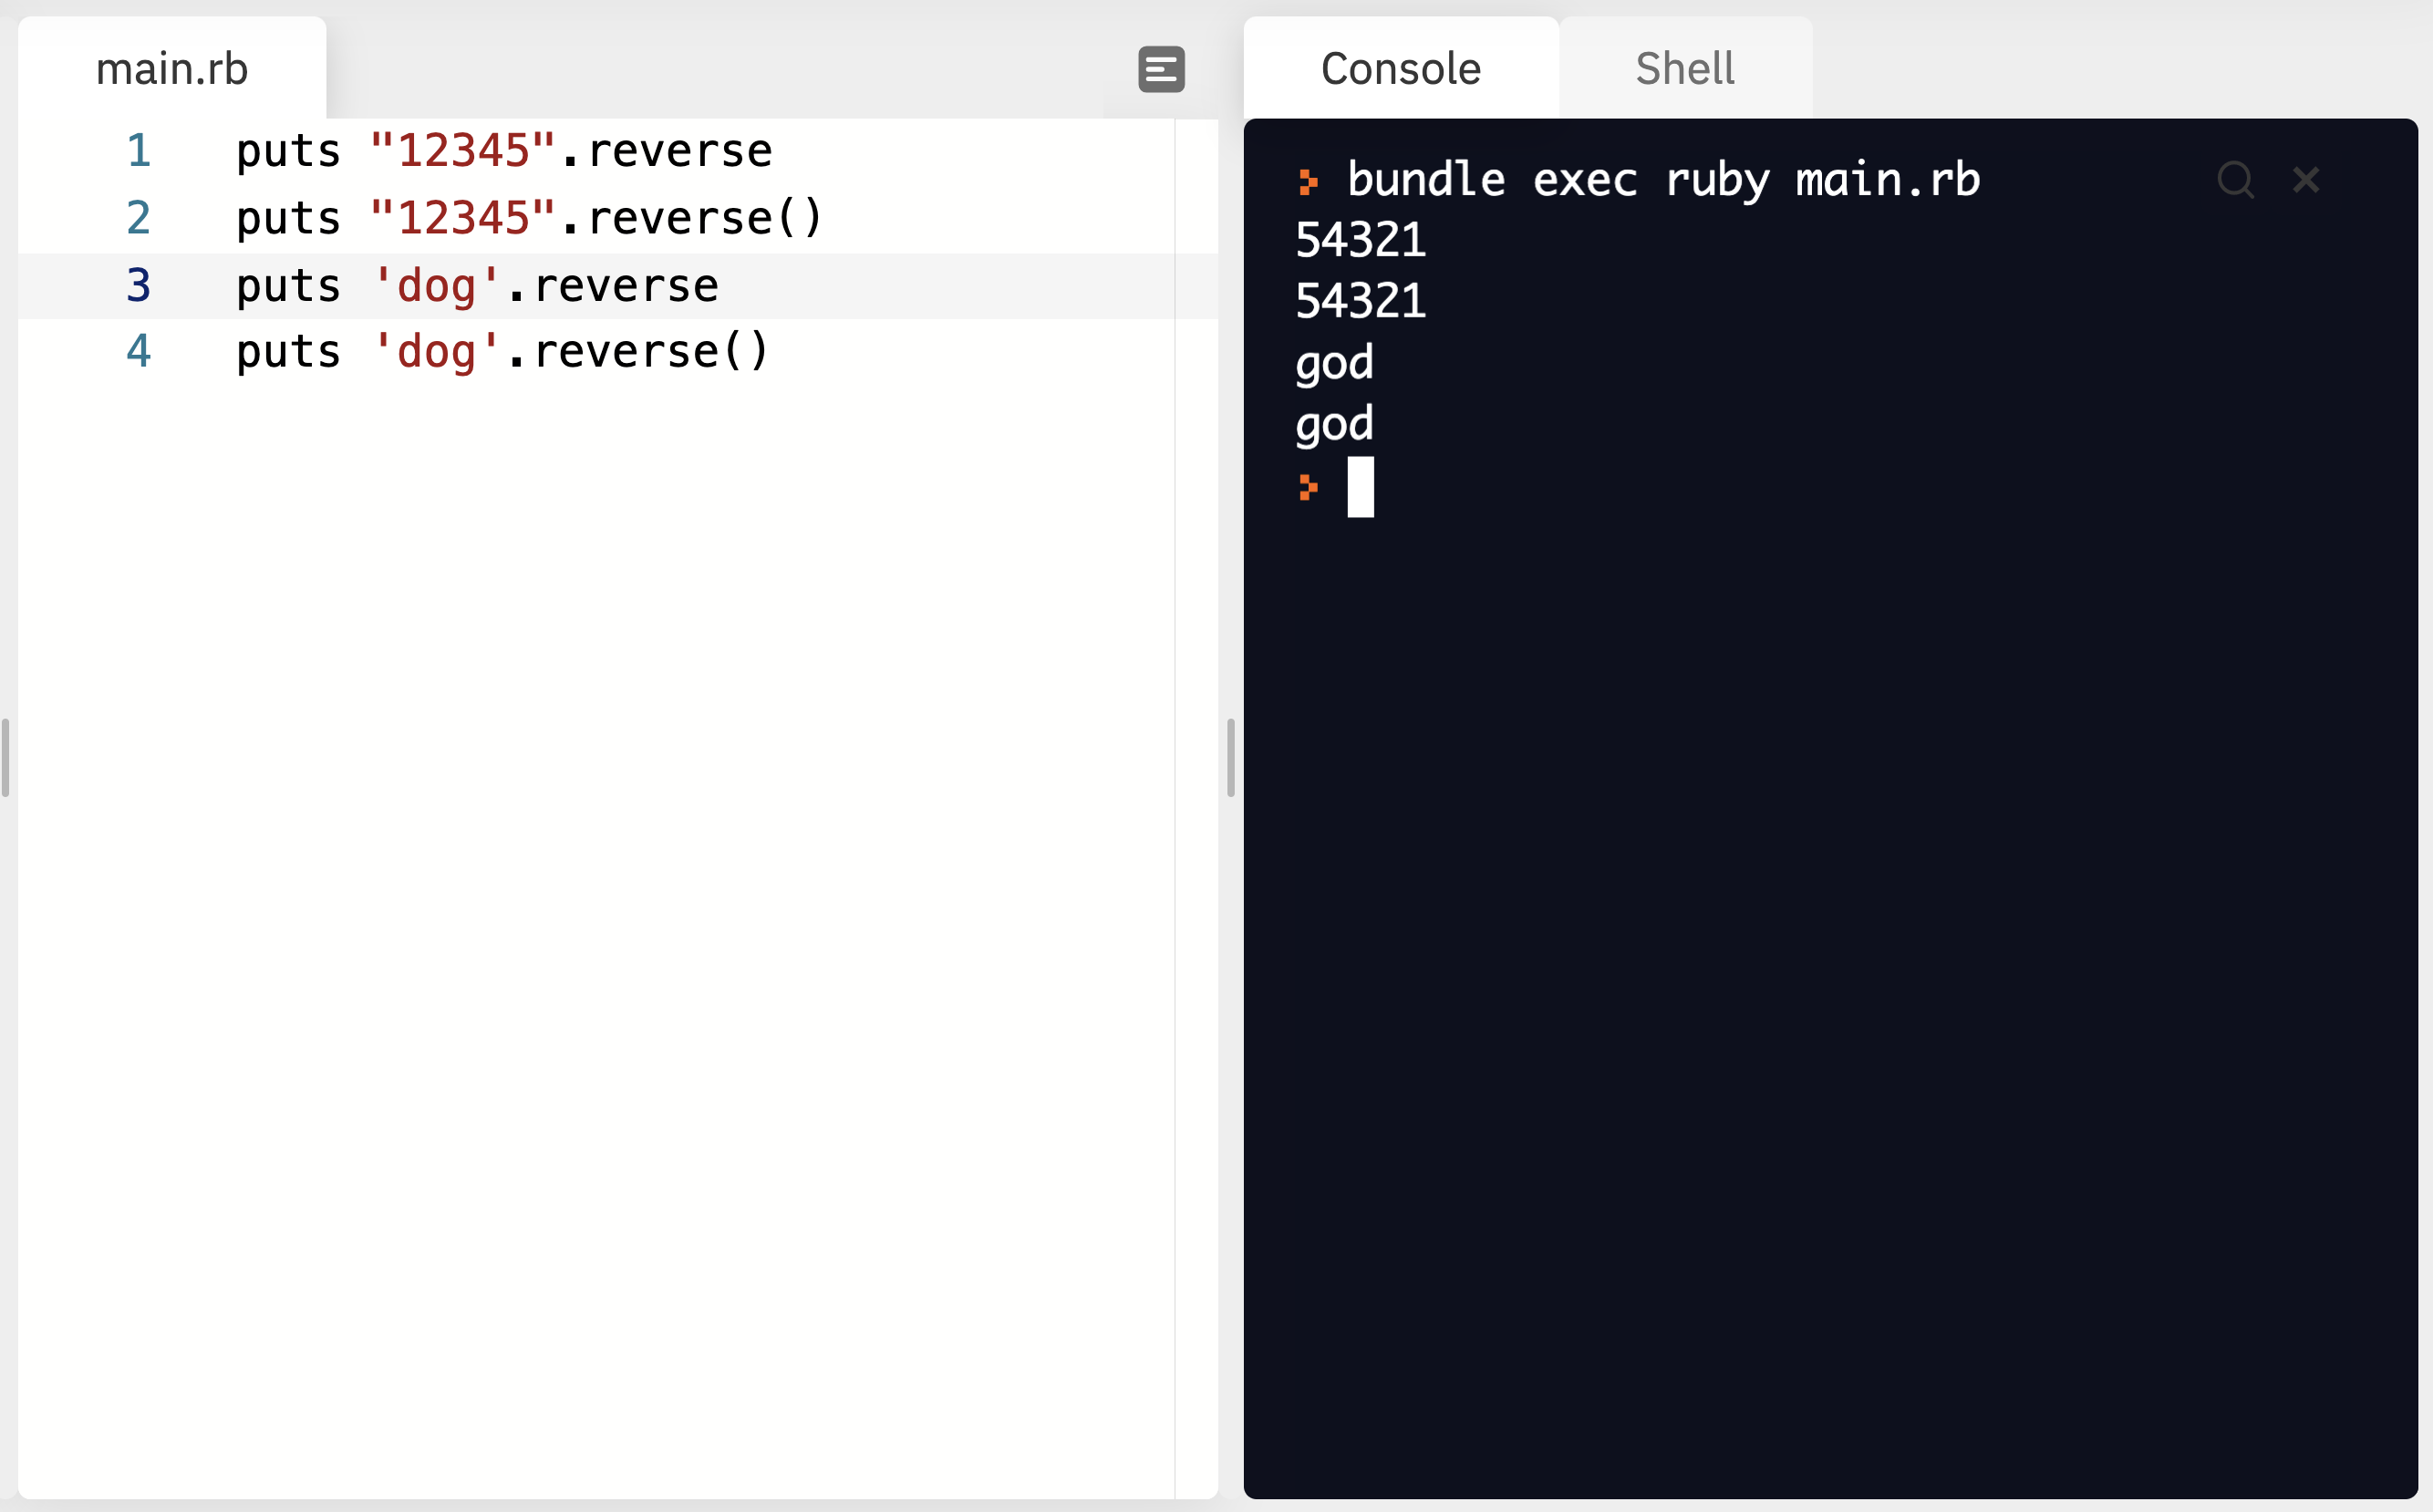 main.rb
1 puts "12345".reverse
2 puts "12345".reverse()
3 puts 'dog'.reverse
4 puts 'dog'.reverse()
Console Shell
bundle exec ruby main.rb
54321
54321
god
god